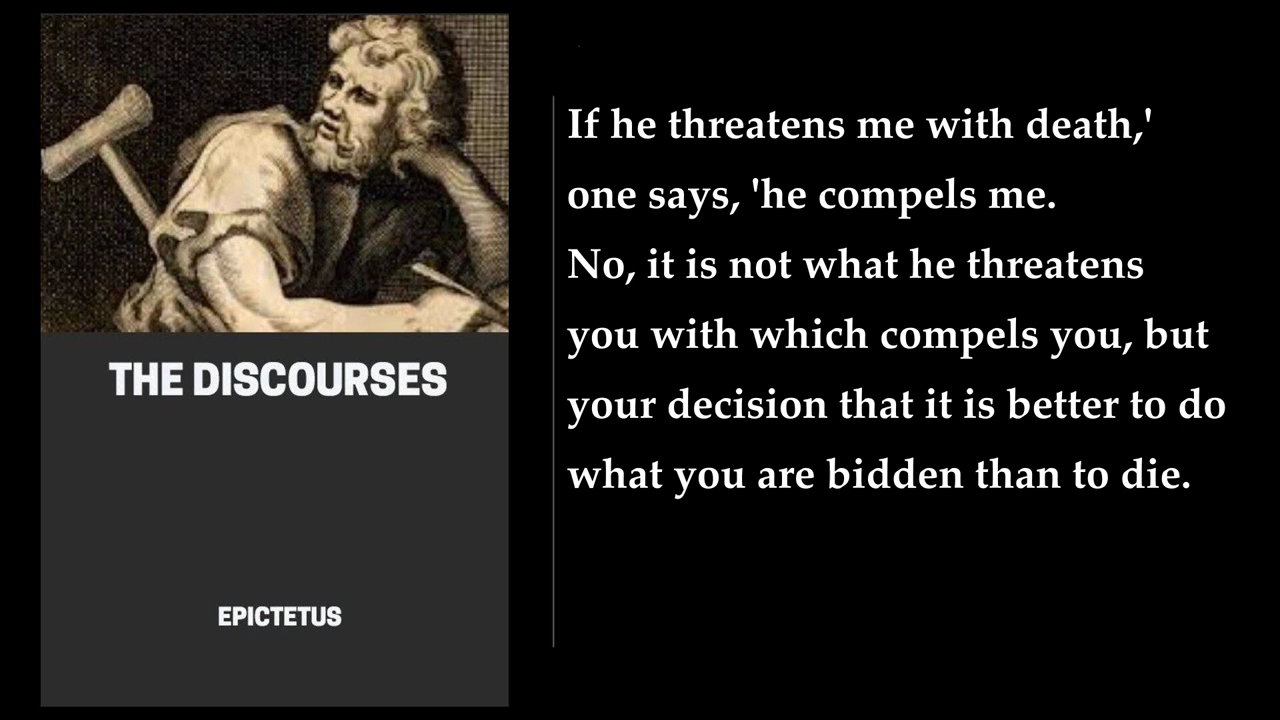 THE DISCOURSES
EPICTETUS
If he threatens me with death,'
one says, 'he compels me.
No, it is not what he threatens
you with which compels you, but
your decision that it is better to do
what you are bidden than to die.